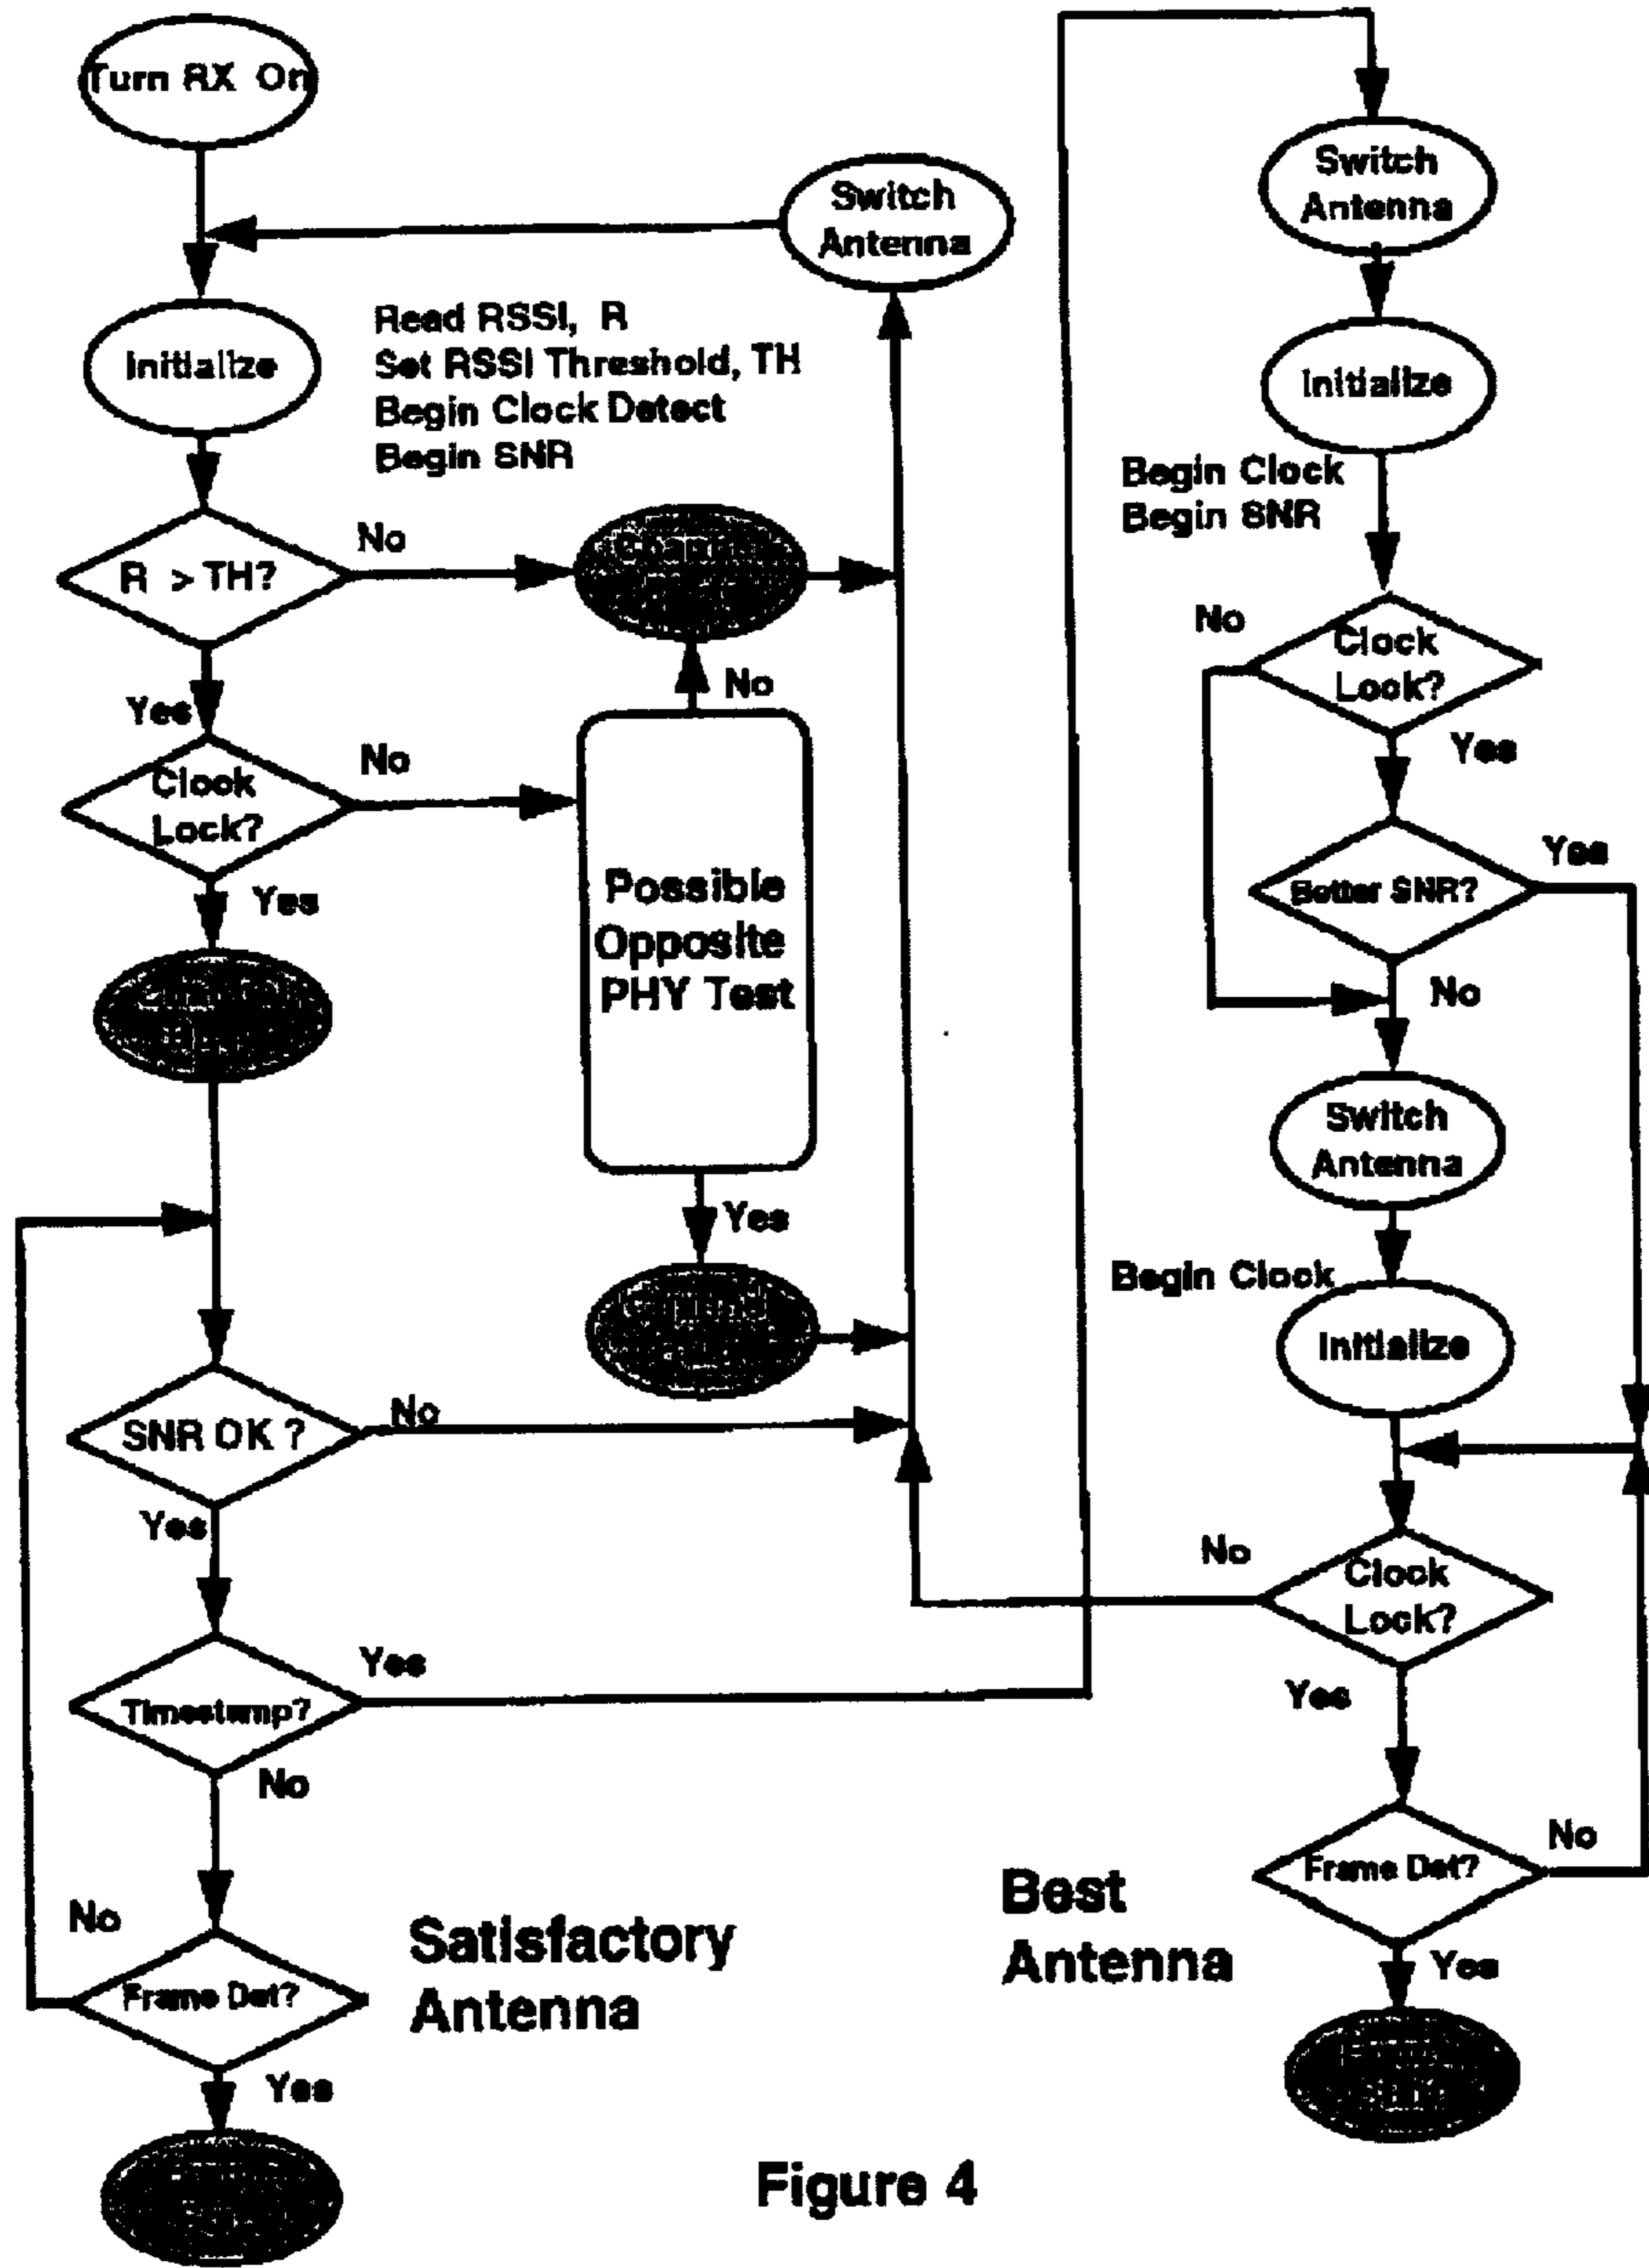 Turn RX On
Switch
Antenna
Initialize
Read RSSI, R
Set RSSI Threshold, TH
Begin Clock Detect
Begin SNR
R > TH?
No
Yes
Clock
Lock?
No
Yes
No
Possible
Opposite
PHY Test
Yes
SNR OK ?
No
Yes
Timestamp?
Yes
No
Frame Det?
No
Yes
Satisfactory
Antenna
Switch
Antenna
Initialize
Begin Clock
Begin SNR
Clock
Lock?
No
Yes
Better SNR?
Yes
No
Switch
Antenna
Begin Clock
Initialize
Clock
Lock?
No
Yes
Frame Det?
No
Yes
Best
Antenna
Figure 4